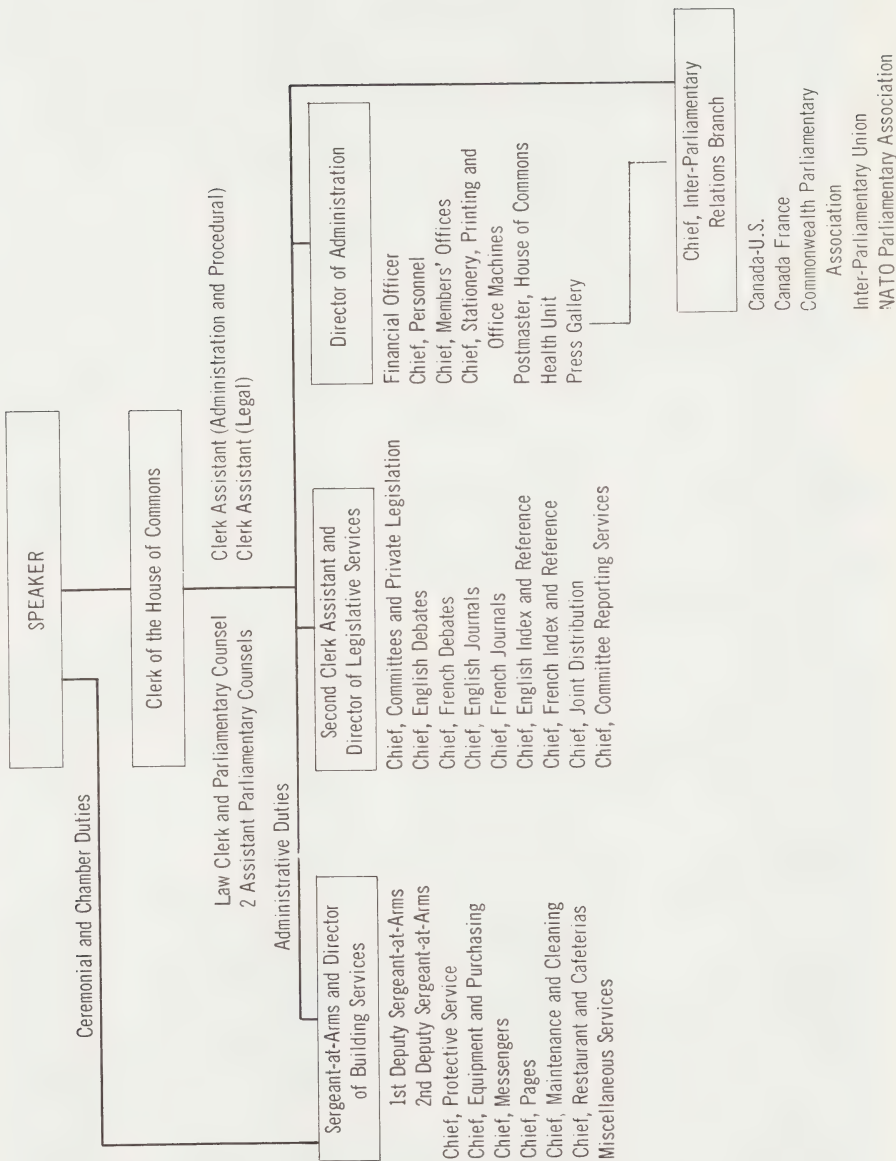 SPEAKER
Ceremonial and Chamber Duties
Clerk of the House of Commons
Law Clerk and Parliamentary Counsel
2 Assistant Parliamentary Counsels
Clerk Assistant (Administration and Procedural)
Clerk Assistant (Legal)
Administrative Duties
Sergeant-at-Arms and Director
of Building Services
1st Deputy Sergeant-at-Arms
2nd Deputy Sergeant-at-Arms
Chief, Protective Service
Chief, Equipment and Purchasing
Chief, Messengers
Chief, Pages
Chief, Maintenance and Cleaning
Chief, Restaurant and Cafeterias
Miscellaneous Services
Second Clerk Assistant and
Director of Legislative Services
Chief, Committees and Private Legislation
Chief, English Debates
Chief, French Debates
Chief, English Journals
Chief, French Journals
Chief, English Index and Reference
Chief, French Index and Reference
Chief, Joint Distribution
Chief, Committee Reporting Services
Director of Administration
Financial Officer
Chief, Personnel
Chief, Members' Offices
Chief, Stationery, Printing and
Office Machines
Postmaster, House of Commons
Health Unit
Press Gallery
Chief, Inter-Parliamentary
Relations Branch
Canada-U.S.
Canada France
Commonwealth Parliamentary
Association
Inter-Parliamentary Union
NATO Parliamentary Association